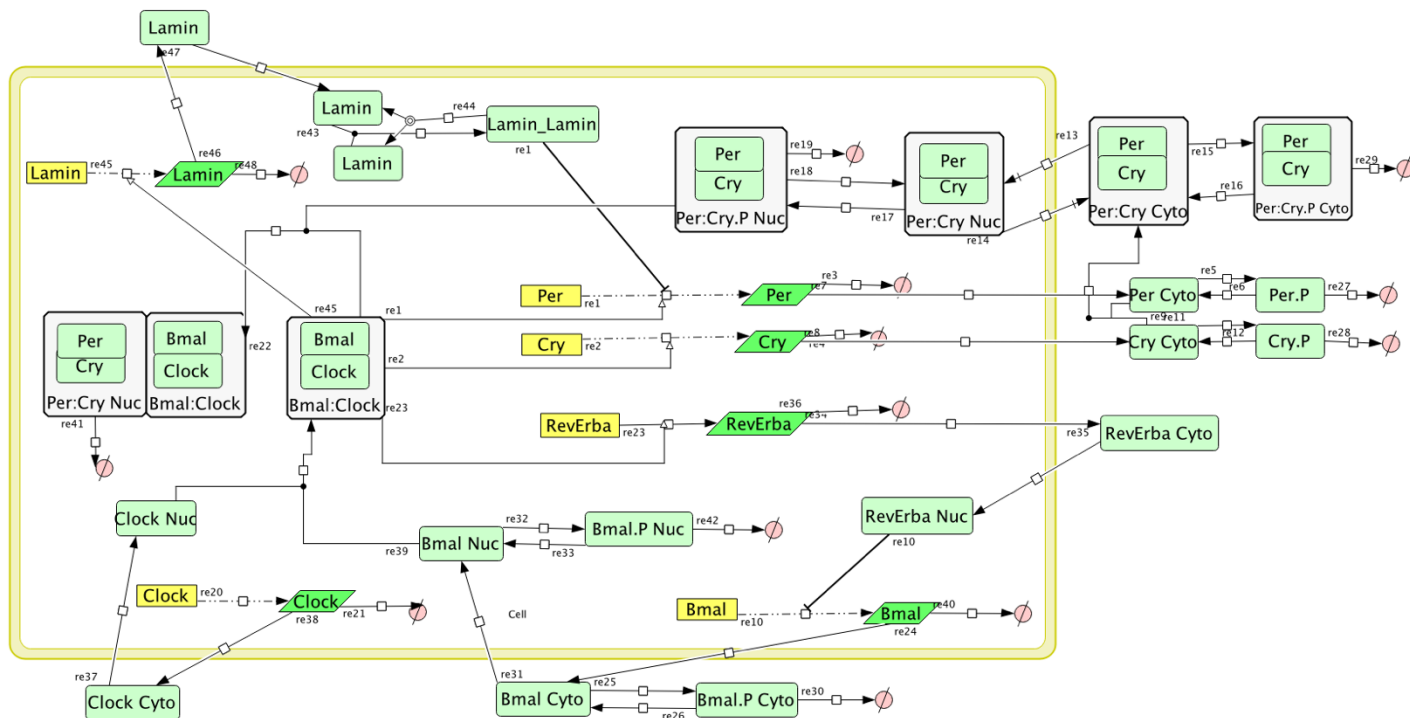 Lamin
re47
Lamin
re43
re44
Lamin_Lamin
re1
Lamin
re46
Lamin
re45
Lamin
re48
Per
Cry
Per:Cry.P Nuc
re19
re18
re17
Per
Cry
Per:Cry Nuc
re14
re13
Per
Cry
Per:Cry Cyto
re15
re16
Per
Cry
Per:Cry.P Cyto
re29
Per
re1
Per
re3
re7
Per Cyto
re5
re6
Per.P
re27
re9
re11
Cry
re2
Cry
re8
re4
Cry Cyto
re12
Cry.P
re28
Per
Cry
Per:Cry Nuc
re41
Bmal
Clock
Bmal:Clock
re22
re45
Bmal
Clock
Bmal:Clock
re1
re2
re23
RevErba
re23
RevErba
re36
re34
re35
RevErba Cyto
Clock Nuc
re39
Bmal Nuc
re32
re33
Bmal.P Nuc
re42
RevErba Nuc
re10
Clock
re20
Clock
re38
re21
Cell
Bmal
re10
Bmal
re40
re24
re37
Clock Cyto
re31
Bmal Cyto
re25
re26
Bmal.P Cyto
re30